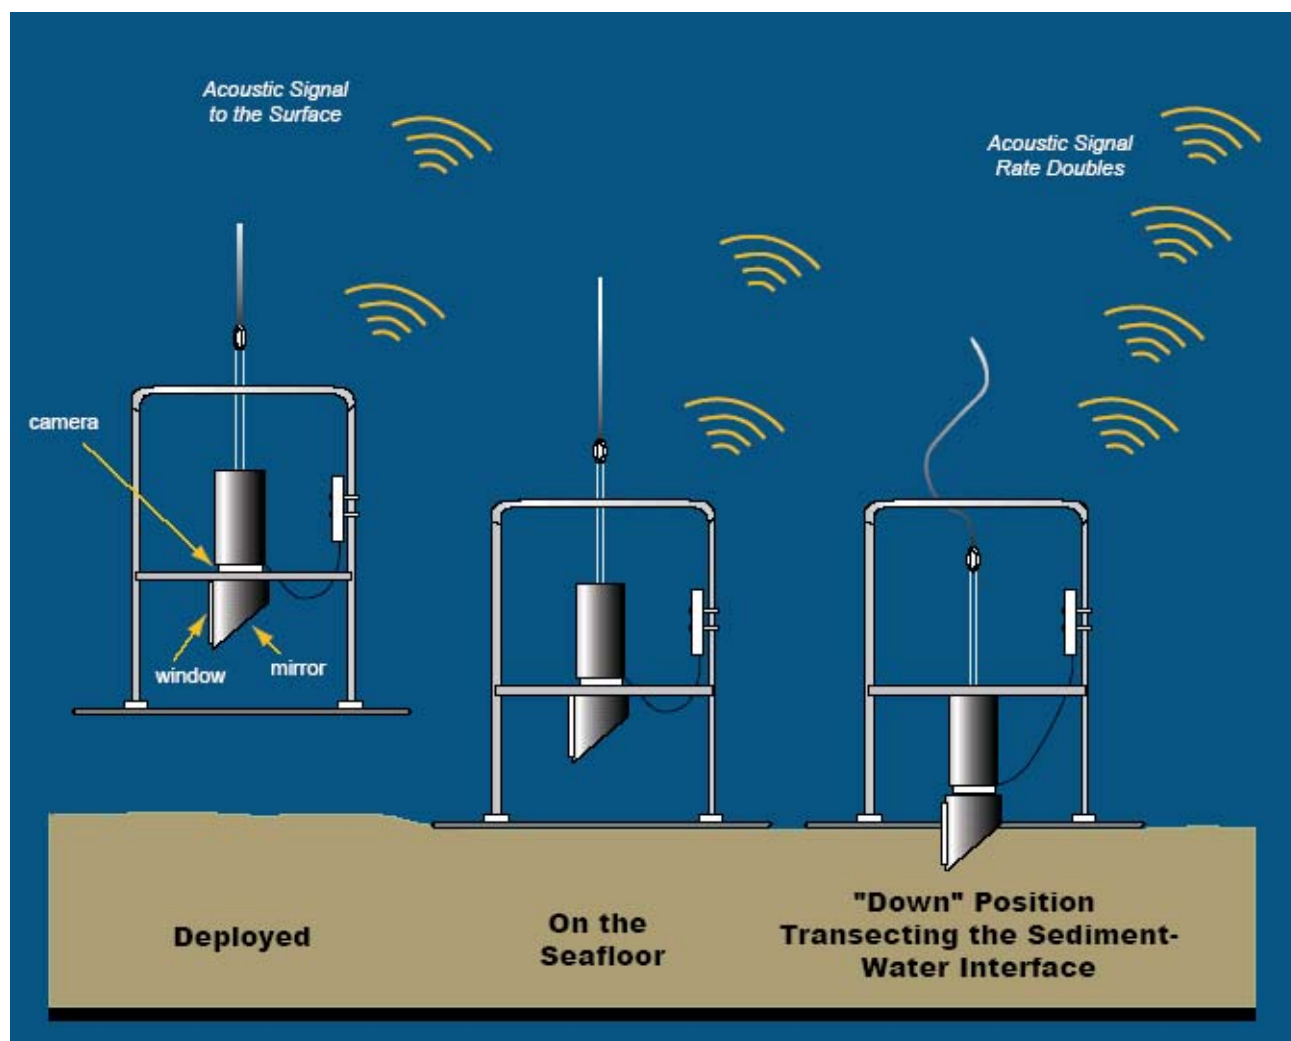 Acoustic Signal
to the Surface
Acoustic Signal
Rate Doubles
camera
window
mirror
Deployed
On the
Seafloor
"Down" Position
Transecting the Sediment-
Water Interface